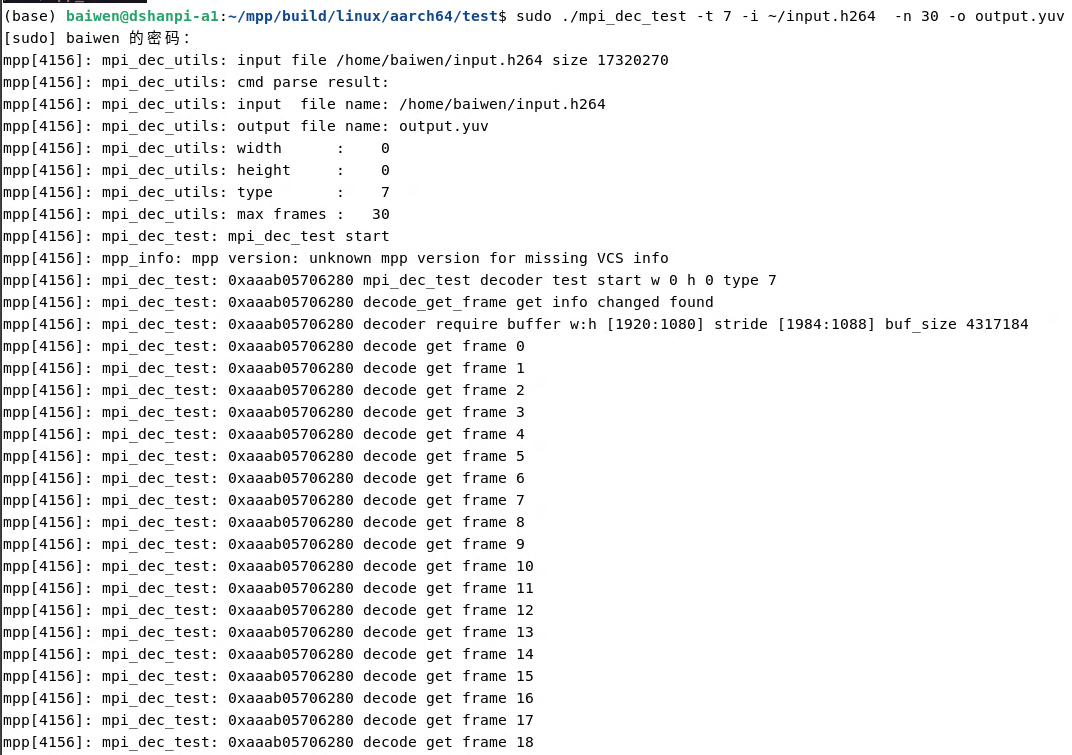 (base) baiwen@dshanpi-a1:~/mpp/build/linux/aarch64/test$ sudo ./mpi_dec_test -t 7 -i ~/input.h264  -n 30 -o output.yuv
[sudo] baiwen 的密码：
mpp[4156]: mpi_dec_utils: input file /home/baiwen/input.h264 size 17320270
mpp[4156]: mpi_dec_utils: cmd parse result:
mpp[4156]: mpi_dec_utils: input  file name: /home/baiwen/input.h264
mpp[4156]: mpi_dec_utils: output file name: output.yuv
mpp[4156]: mpi_dec_utils: width      :    0
mpp[4156]: mpi_dec_utils: height     :    0
mpp[4156]: mpi_dec_utils: type       :    7
mpp[4156]: mpi_dec_utils: max frames :   30
mpp[4156]: mpi_dec_test: mpi_dec_test start
mpp[4156]: mpp_info: mpp version: unknown mpp version for missing VCS info
mpp[4156]: mpi_dec_test: 0xaaab05706280 mpi_dec_test decoder test start w 0 h 0 type 7
mpp[4156]: mpi_dec_test: 0xaaab05706280 decode_get_frame get info changed found
mpp[4156]: mpi_dec_test: 0xaaab05706280 decoder require buffer w:h [1920:1080] stride [1984:1088] buf_size 4317184
mpp[4156]: mpi_dec_test: 0xaaab05706280 decode get frame 0
mpp[4156]: mpi_dec_test: 0xaaab05706280 decode get frame 1
mpp[4156]: mpi_dec_test: 0xaaab05706280 decode get frame 2
mpp[4156]: mpi_dec_test: 0xaaab05706280 decode get frame 3
mpp[4156]: mpi_dec_test: 0xaaab05706280 decode get frame 4
mpp[4156]: mpi_dec_test: 0xaaab05706280 decode get frame 5
mpp[4156]: mpi_dec_test: 0xaaab05706280 decode get frame 6
mpp[4156]: mpi_dec_test: 0xaaab05706280 decode get frame 7
mpp[4156]: mpi_dec_test: 0xaaab05706280 decode get frame 8
mpp[4156]: mpi_dec_test: 0xaaab05706280 decode get frame 9
mpp[4156]: mpi_dec_test: 0xaaab05706280 decode get frame 10
mpp[4156]: mpi_dec_test: 0xaaab05706280 decode get frame 11
mpp[4156]: mpi_dec_test: 0xaaab05706280 decode get frame 12
mpp[4156]: mpi_dec_test: 0xaaab05706280 decode get frame 13
mpp[4156]: mpi_dec_test: 0xaaab05706280 decode get frame 14
mpp[4156]: mpi_dec_test: 0xaaab05706280 decode get frame 15
mpp[4156]: mpi_dec_test: 0xaaab05706280 decode get frame 16
mpp[4156]: mpi_dec_test: 0xaaab05706280 decode get frame 17
mpp[4156]: mpi_dec_test: 0xaaab05706280 decode get frame 18